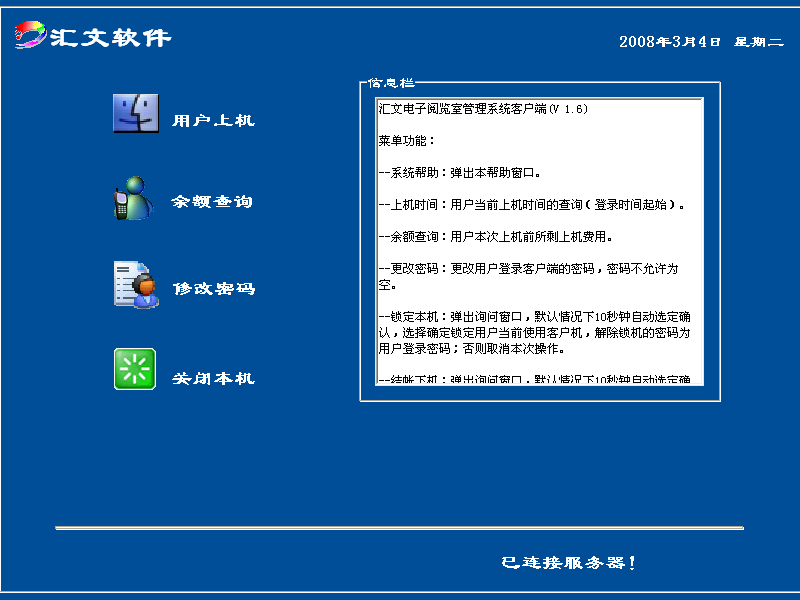 汇文软件
2008年3月4日 星期二
用户上机
余额查询
修改密码
关闭本机
信息栏
汇文电子阅览室管理系统客户端(V 1.6)
菜单功能：
--系统帮助：弹出本帮助窗口。
--上机时间：用户当前上机时间的查询(登录时间起始)。
--余额查询：用户本次上机前所剩上机费用。
--更改密码：更改用户登录客户端的密码，密码不允许为
空。
--锁定本机：弹出询问窗口，默认情况下10秒钟自动选定确
认，选择确定锁定用户当前使用客户机，解除锁机的密码为
用户登录密码；否则取消本次操作。
--结帐下机：弹出询问窗口，默认情况下10秒钟自动选定确
已连接服务器！